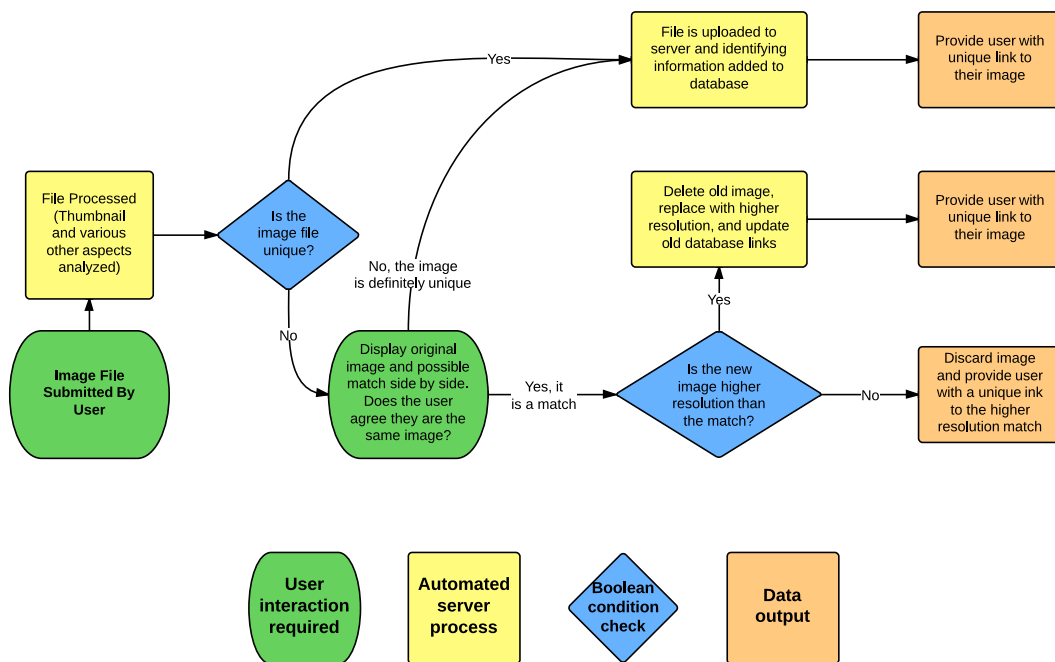 File is uploaded to
server and identifying
information added to
database
Provide user with
unique link to
their image
Yes
File Processed
(Thumbnail
and various
other aspects
analyzed)
Is the
image file
unique?
Delete old image,
replace with higher
resolution, and update
old database links
Provide user with
unique link to
their image
No, the image
is definitely unique
Yes
No
Image File
Submitted By
User
Display original
image and possible
match side by side.
Does the user
agree they are the
same image?
Yes, it
is a match
Is the new
image higher
resolution than
the match?
No
Discard image
and provide user
with a unique ink
to the higher
resolution match
User
interaction
required
Automated
server
process
Boolean
condition
check
Data
output